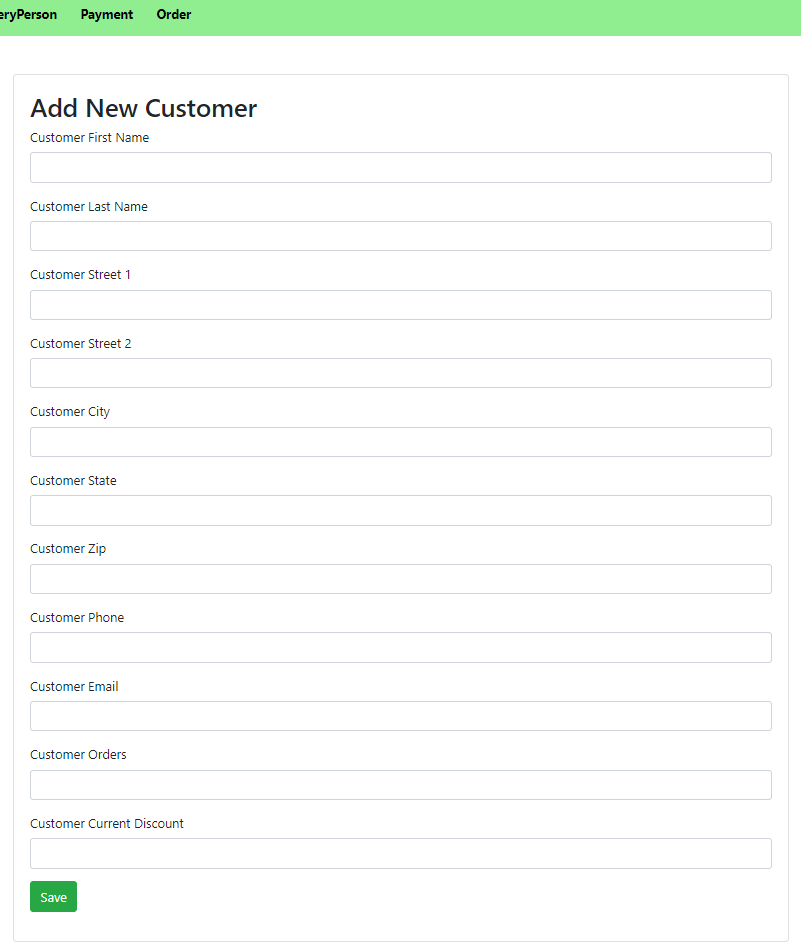 eryPerson Payment Order
Add New Customer
Customer First Name
Customer Last Name
Customer Street 1
Customer Street 2
Customer City
Customer State
Customer Zip
Customer Phone
Customer Email
Customer Orders
Customer Current Discount
Save